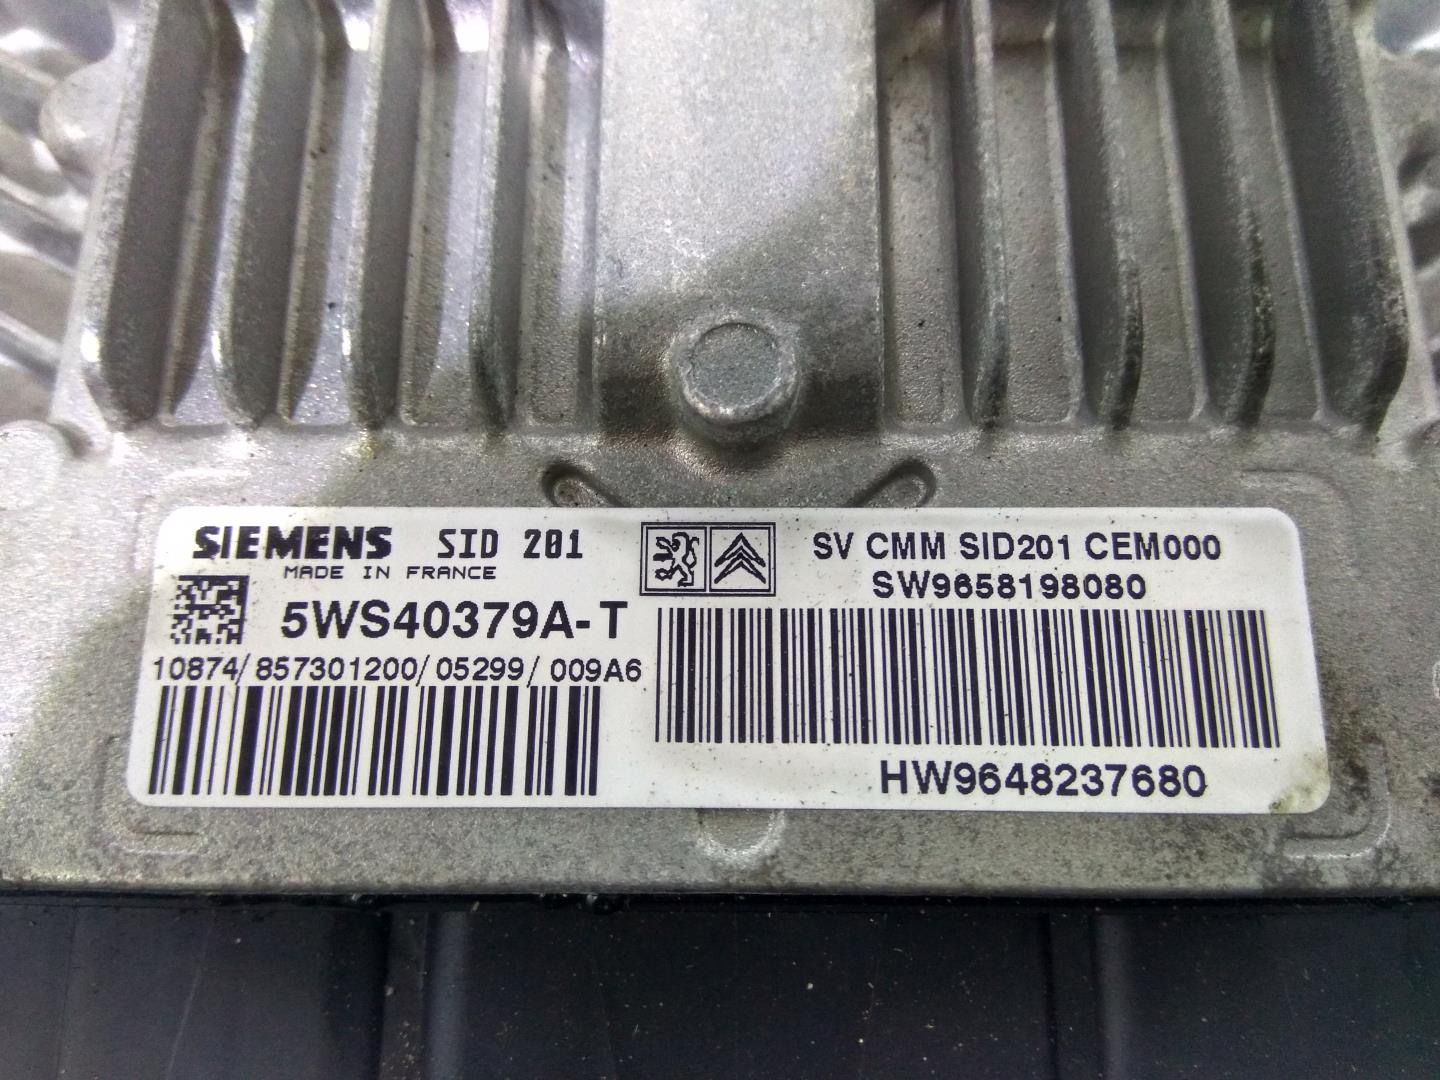 SIEMENS SID 201
MADE IN FRANCE
5WS40379A-T
10874/857301200/05299/009A6
SV CMM SID201 CEM000
SW9658198080
HW9648237680